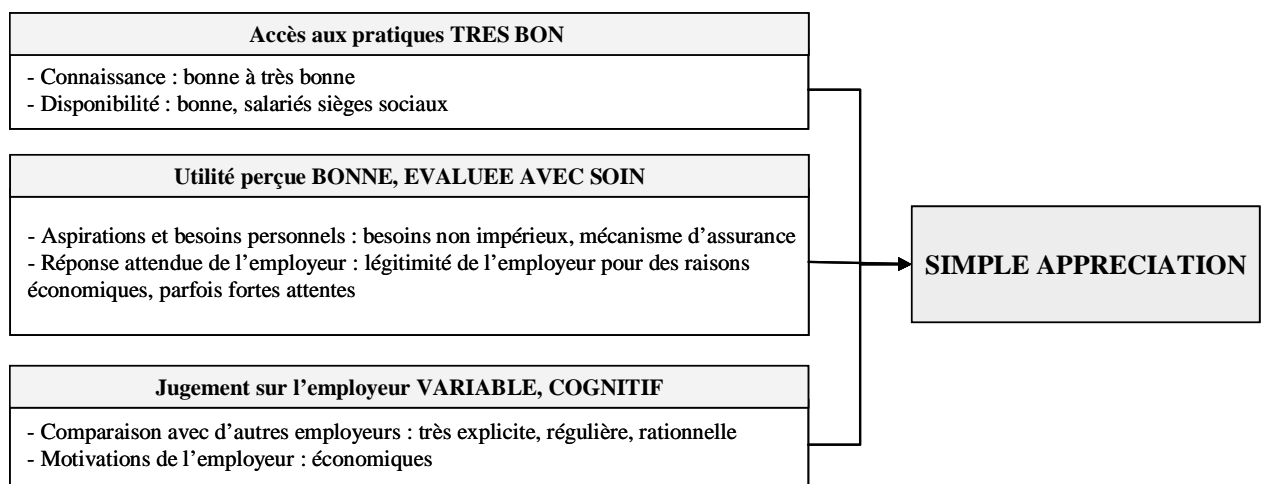 Accès aux pratiques TRES BON
- Connaissance : bonne à très bonne
- Disponibilité : bonne, salariés sièges sociaux
Utilité perçue BONNE, EVALUEE AVEC SOIN
- Aspirations et besoins personnels : besoins non impérieux, mécanisme d’assurance
- Réponse attendue de l’employeur : légitimité de l’employeur pour des raisons
économiques, parfois fortes attentes
SIMPLE APPRECIATION
Jugement sur l’employeur VARIABLE, COGNITIF
- Comparaison avec d’autres employeurs : très explicite, régulière, rationnelle
- Motivations de l’employeur : économiques